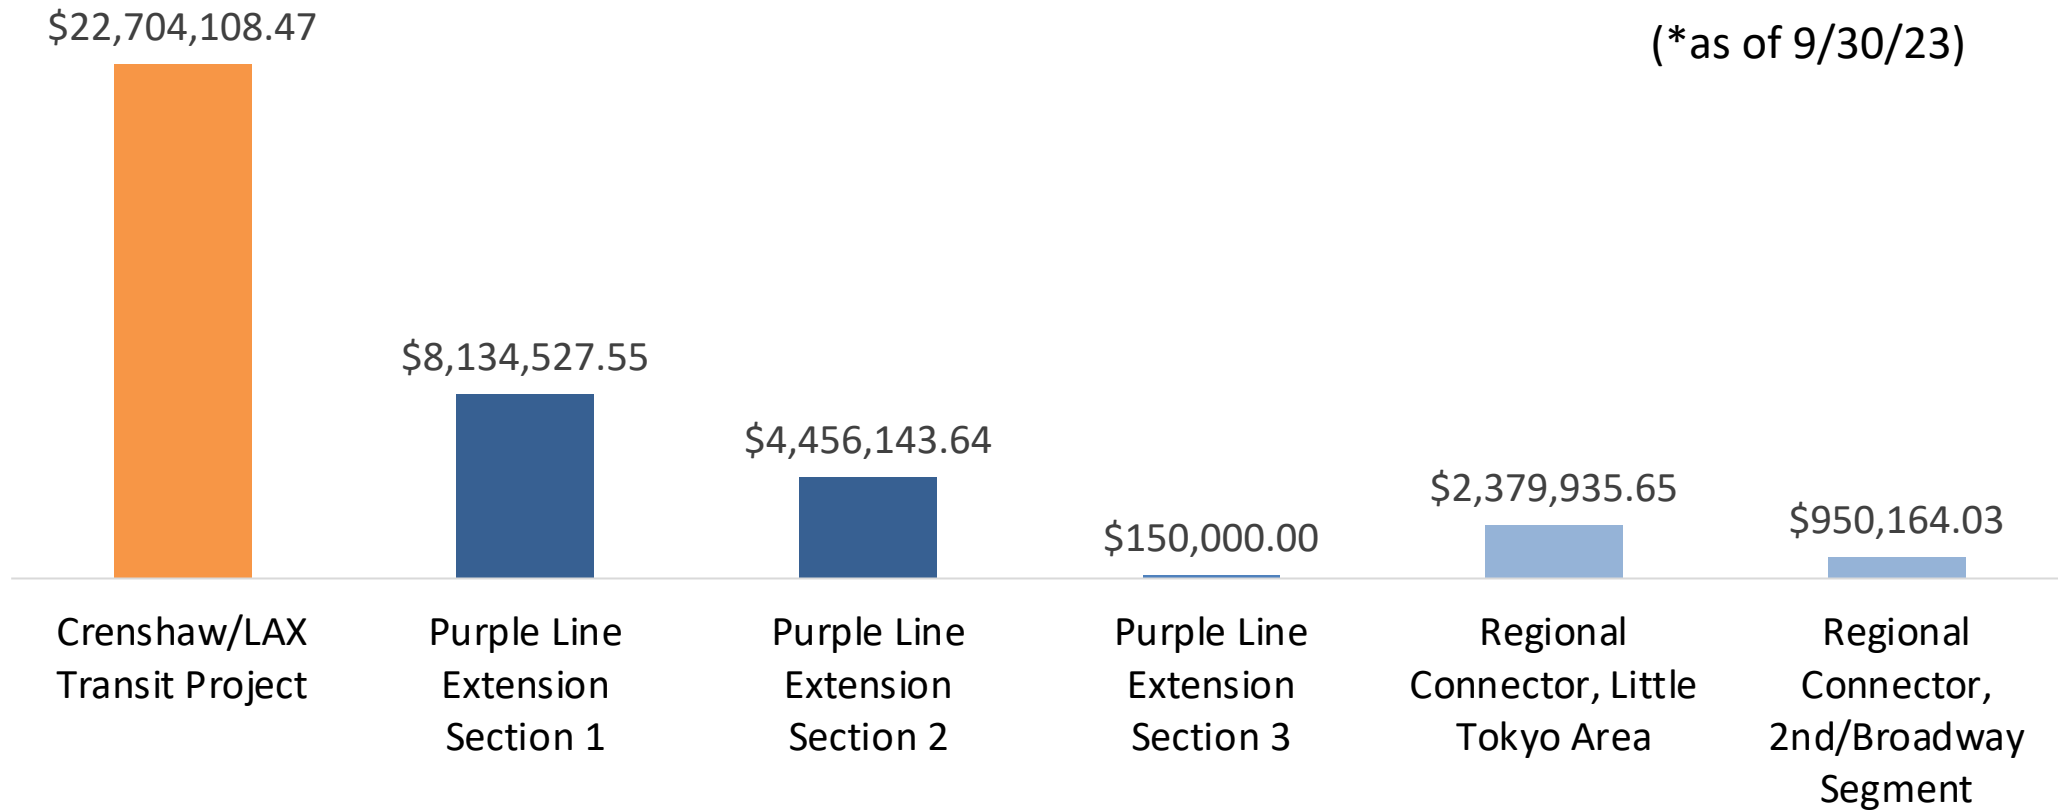 (*as of 9/30/23)
$22,704,108.47
$8,134,527.55
$4,456,143.64
$150,000.00
$2,379,935.65
$950,164.03
Crenshaw/LAX
Transit Project
Purple Line
Extension
Section 1
Purple Line
Extension
Section 2
Purple Line
Extension
Section 3
Regional
Connector, Little
Tokyo Area
Regional
Connector,
2nd/Broadway
Segment